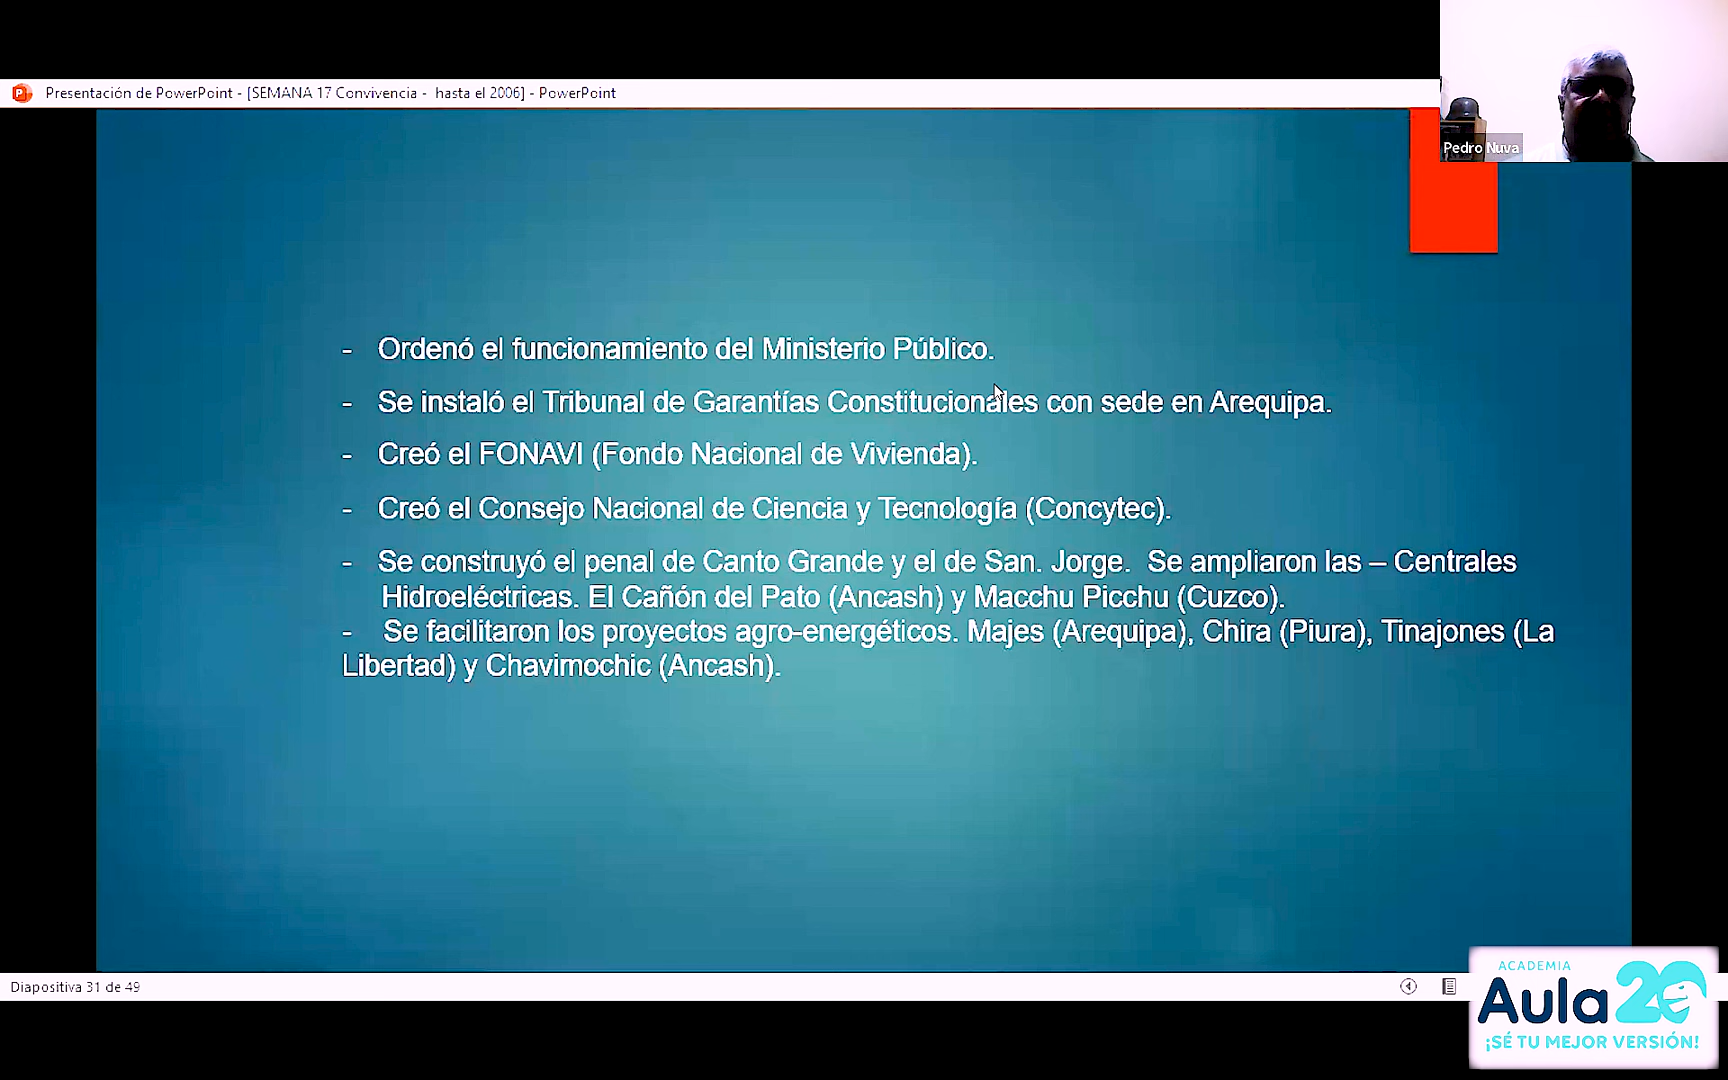 Presentación de PowerPoint - [SEMANA 17 Convivencia - hasta el 2006] - PowerPoint
Pedro Nuva
- Ordenó el funcionamiento del Ministerio Público.
- Se instaló el Tribunal de Garantías Constitucionales con sede en Arequipa.
- Creó el FONAVI (Fondo Nacional de Vivienda).
- Creó el Consejo Nacional de Ciencia y Tecnología (Concytec).
- Se construyó el penal de Canto Grande y el de San. Jorge. Se ampliaron las – Centrales
Hidroeléctricas. El Cañón del Pato (Ancash) y Macchu Picchu (Cuzco).
- Se facilitaron los proyectos agro-energéticos. Majes (Arequipa), Chira (Piura), Tinajones (La
Libertad) y Chavimochic (Ancash).
Diapositiva 31 de 49
ACADEMIA
Aula20
¡SÉ TU MEJOR VERSIÓN!